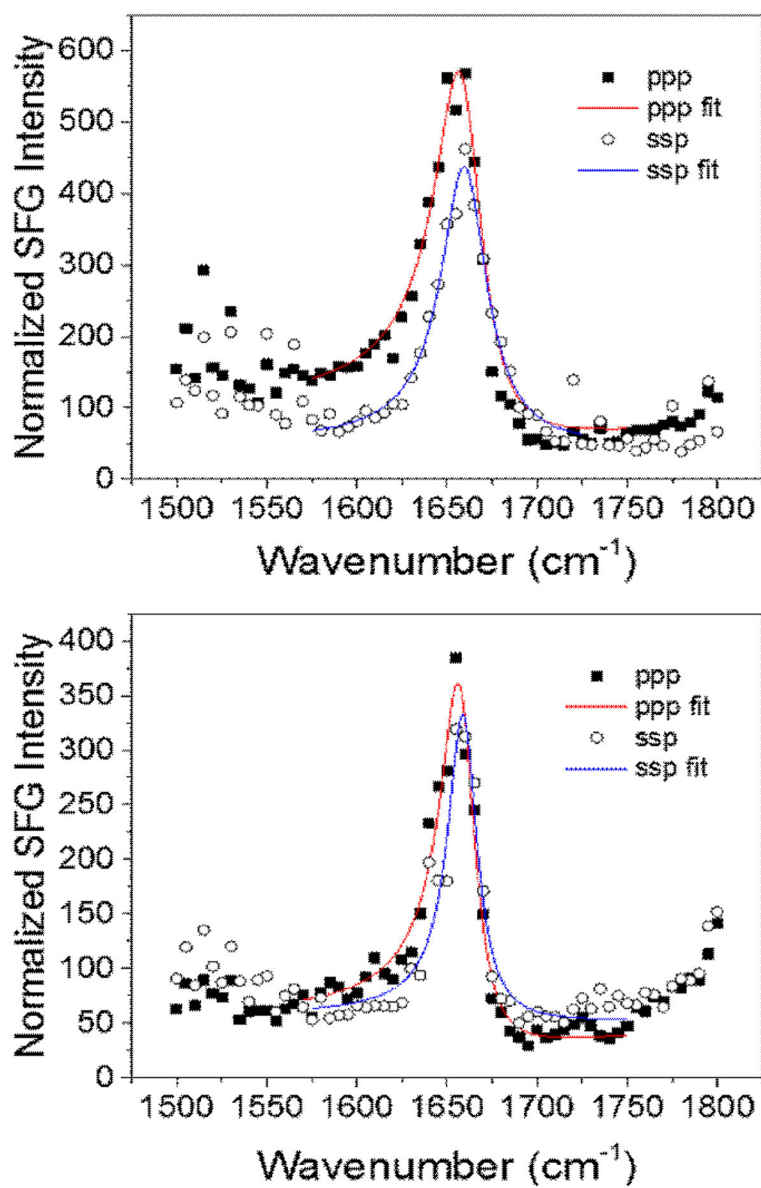 Normalized SFG Intensity
600
500
400
300
200
100
0
ppp
ppp fit
ssp
ssp fit
1500 1550 1600 1650 1700 1750 1800
Wavenumber (cm⁻¹)
Normalized SFG Intensity
400
350
300
250
200
150
100
50
0
ppp
ppp fit
ssp
ssp fit
1500 1550 1600 1650 1700 1750 1800
Wavenumber (cm⁻¹)